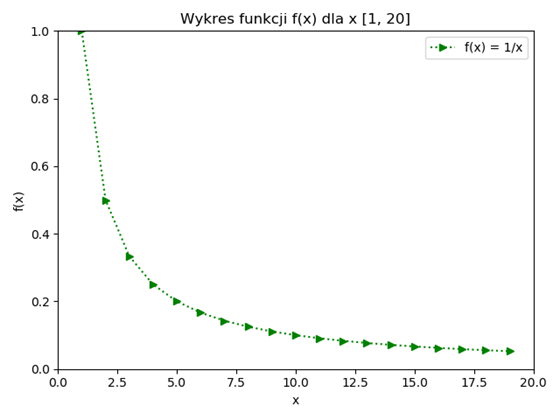 Wykres funkcji f(x) dla x [1, 20]
f(x) = 1/x
f(x)
1.0
0.8
0.6
0.4
0.2
0.0
0.0 2.5 5.0 7.5 10.0 12.5 15.0 17.5 20.0
x